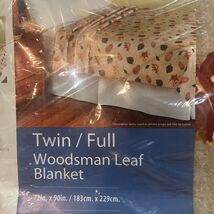 Twin / Full
Woodsman Leaf
Blanket
72in. x 90in. / 183cm. x 229cm.